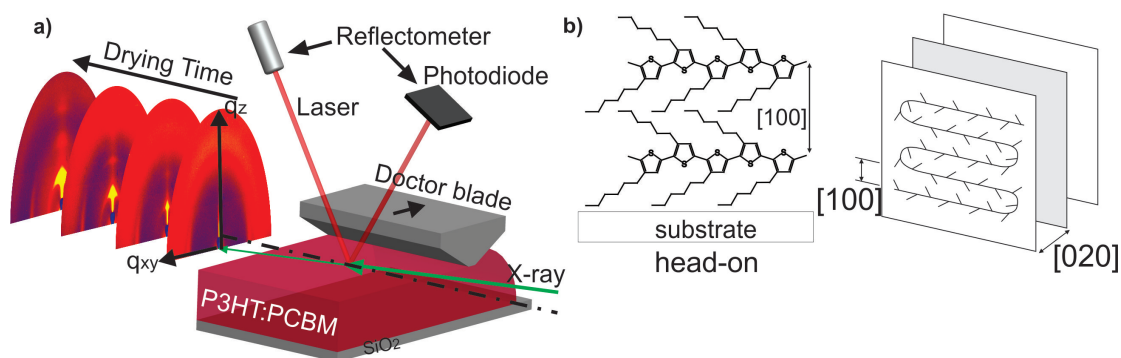 a)
Drying Time
qz
qxy
Reflectometer
Photodiode
Laser
Doctor blade
X-ray
P3HT:PCBM
SiO2
b)
S S S S S
[100]
S S S S S
substrate
head-on
[100]
[020]